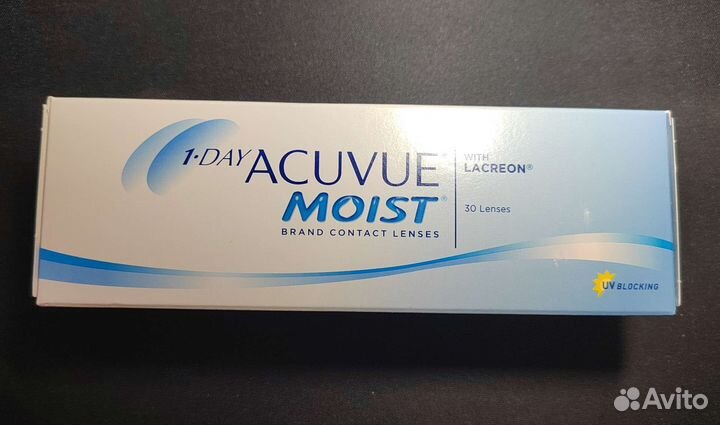 1·DAY ACUVUE®
MOIST®
BRAND CONTACT LENSES
WITH
LACREON®
30 Lenses
UV BLOCKING
Avito